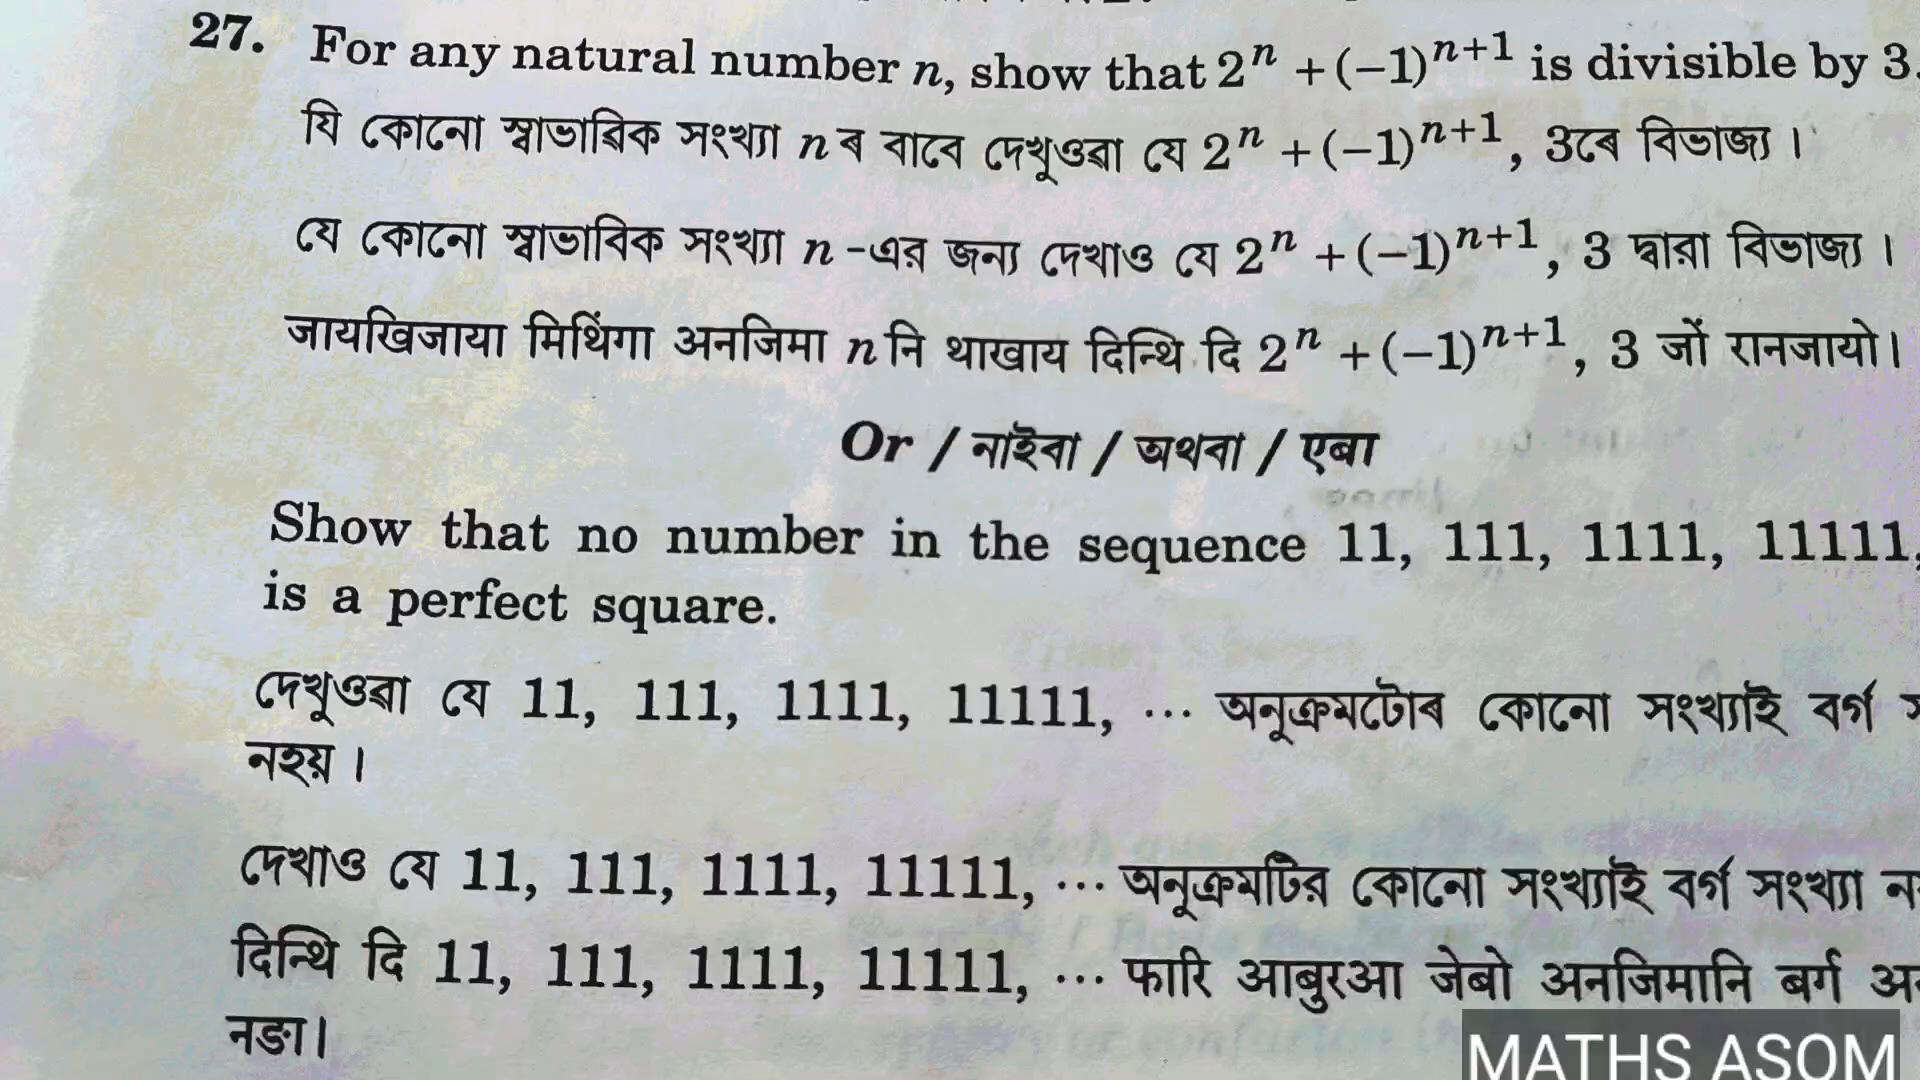 27. For any natural number n, show that 2ⁿ + (−1)ⁿ⁺¹ is divisible by 3.
যি কোনো স্বাভাৱিক সংখ্যা n ৰ বাবে দেখুওৱা যে 2ⁿ + (−1)ⁿ⁺¹, 3ৰে বিভাজ্য ।
যে কোনো স্বাভাবিক সংখ্যা n -এর জন্য দেখাও যে 2ⁿ + (−1)ⁿ⁺¹, 3 দ্বারা বিভাজ্য ।
जायखिजाया मिथिंगा अनजिमा n नि थाखाय दिन्थि दि 2ⁿ + (−1)ⁿ⁺¹, 3 जों रानजायो।
Or / নাইবা / অথবা / एबा
Show that no number in the sequence 11, 111, 1111, 11111,
is a perfect square.
দেখুওৱা যে 11, 111, 1111, 11111, ... অনুক্ৰমটোৰ কোনো সংখ্যাই বৰ্গ
নহয় ।
দেখাও যে 11, 111, 1111, 11111, ... অনুক্রমটির কোনো সংখ্যাই বর্গ সংখ্যা
दिन्थि दि 11, 111, 1111, 11111, ... फारि आबुरआ जेबो अनजिमानि बर्ग
नङा।
MATHS ASOM